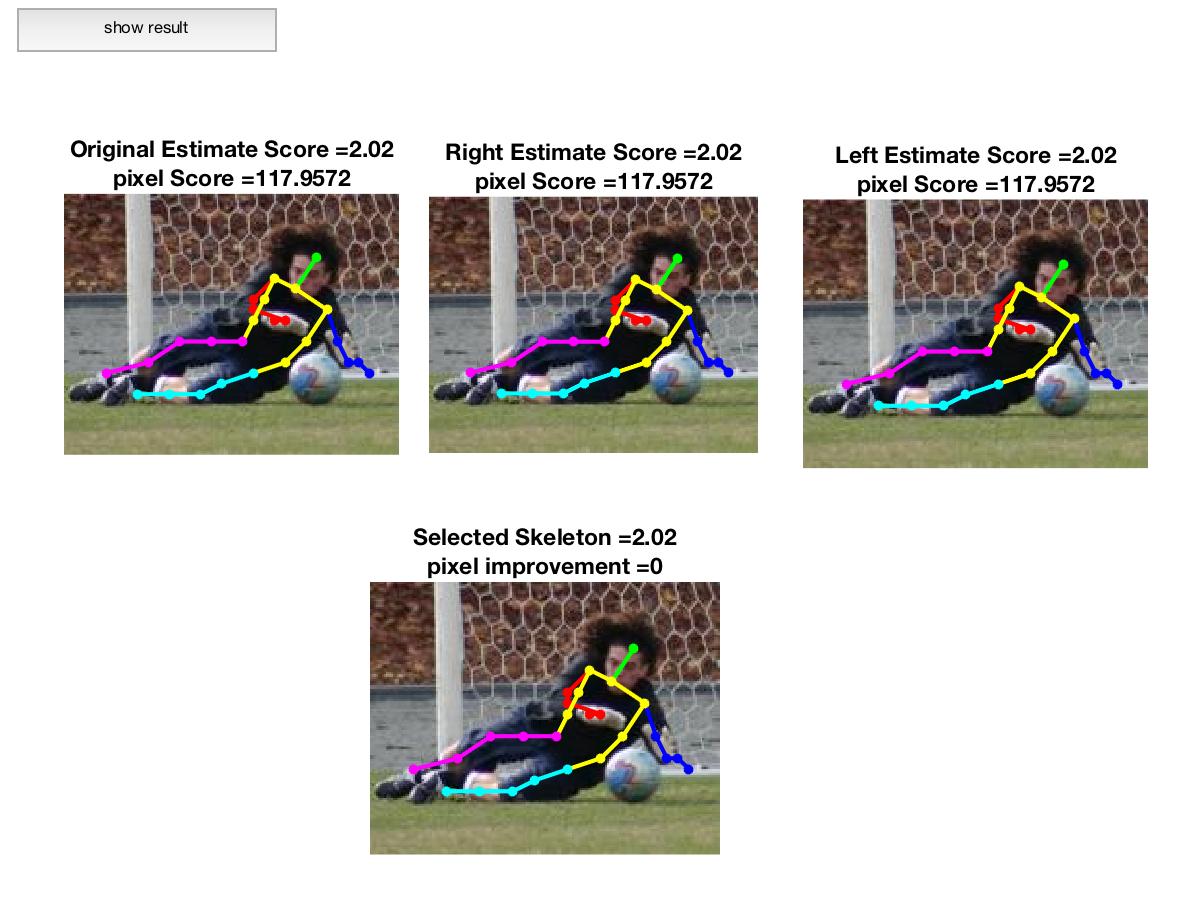 show result
Original Estimate Score =2.02
pixel Score =117.9572
Right Estimate Score =2.02
pixel Score =117.9572
Left Estimate Score =2.02
pixel Score =117.9572
Selected Skeleton =2.02
pixel improvement =0